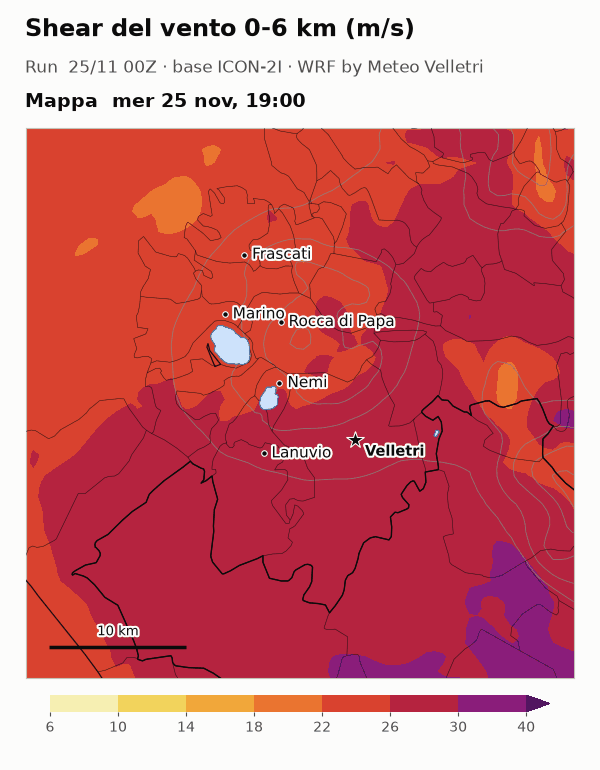 Shear del vento 0-6 km (m/s)
Run  25/11 00Z · base ICON-2I · WRF by Meteo Velletri
Mappa  mer 25 nov, 19:00
Frascati
Marino
Rocca di Papa
Nemi
Velletri
Lanuvio
10 km
6 10 14 18 22 26 30 40